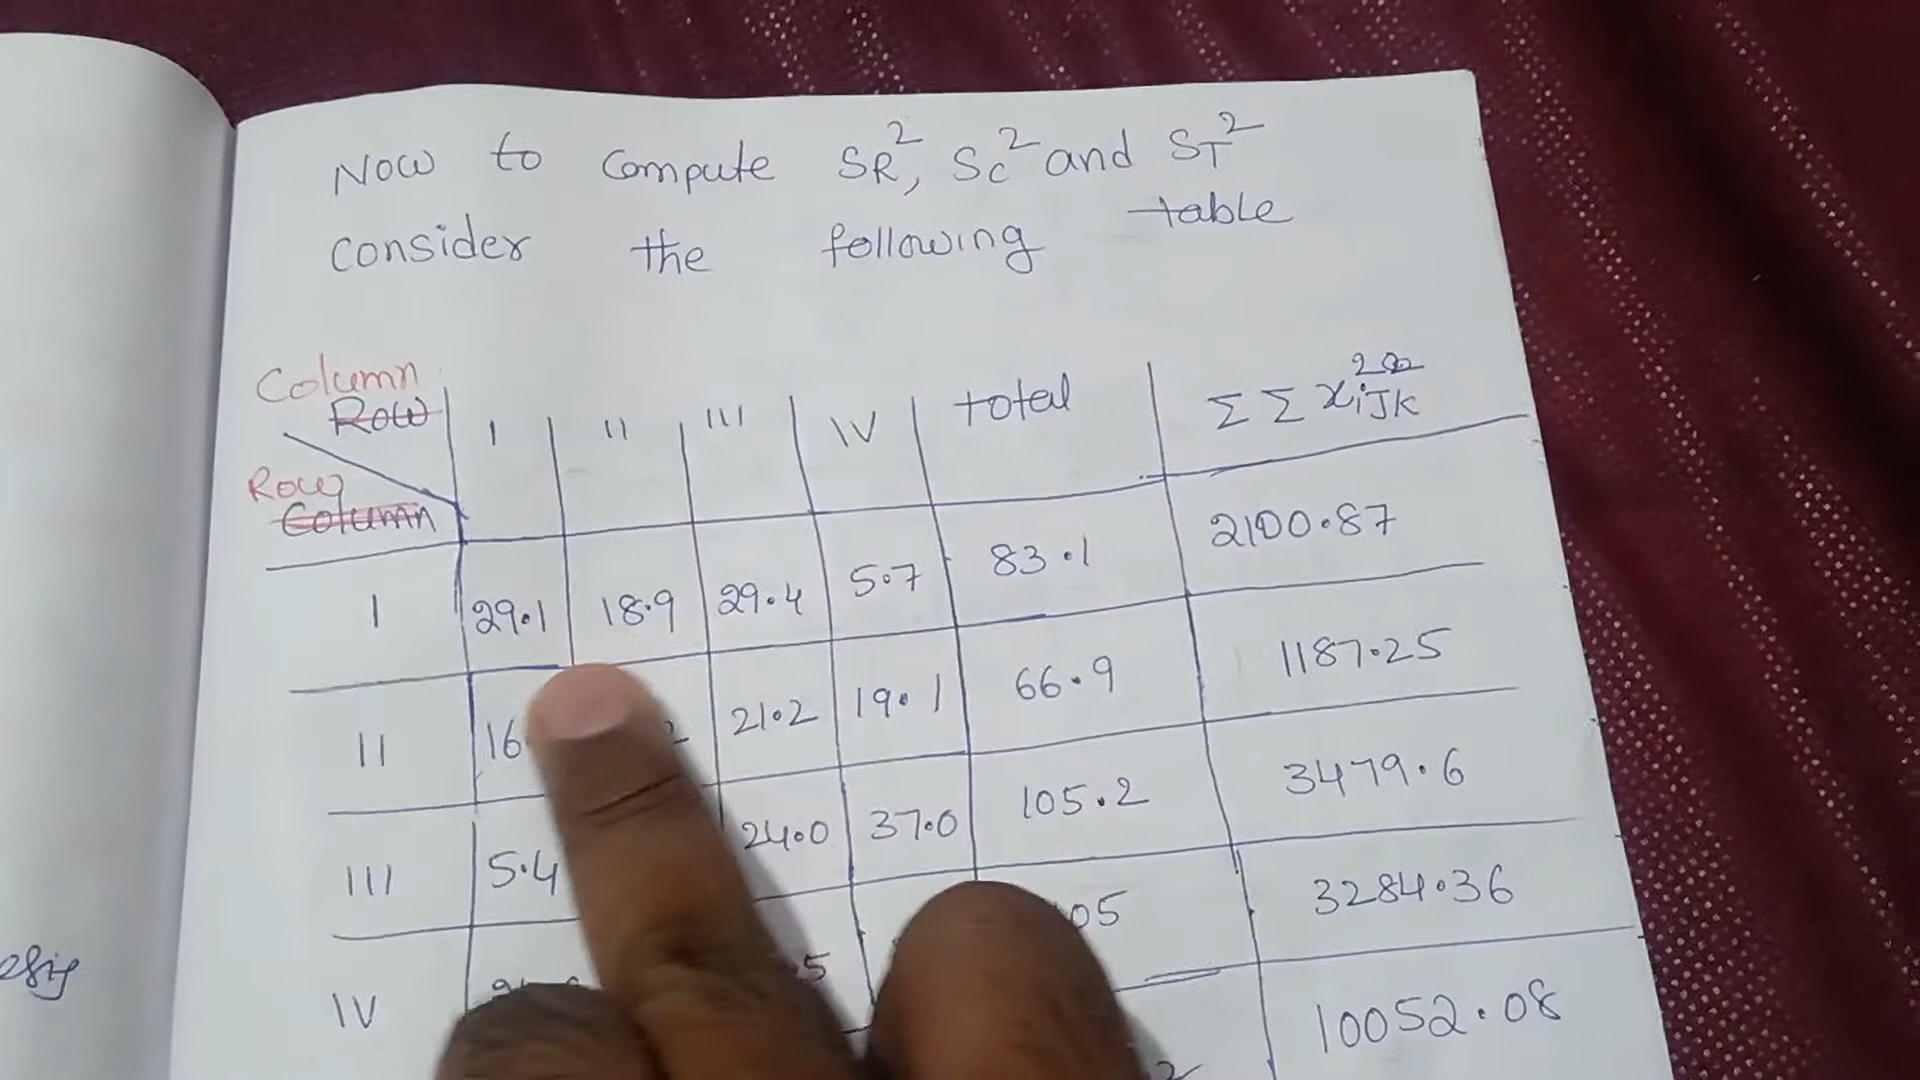 Now to compute SR², SC² and ST²
consider the following table
Column
Row
I II III IV total ΣΣx²ijk
Row
Column
I 29.1 18.9 29.4 5.7 83.1 2100.87
II 16 21.2 19.1 66.9 1187.25
III 5.4 24.0 37.0 105.2 3479.6
IV 3284.36
10052.08